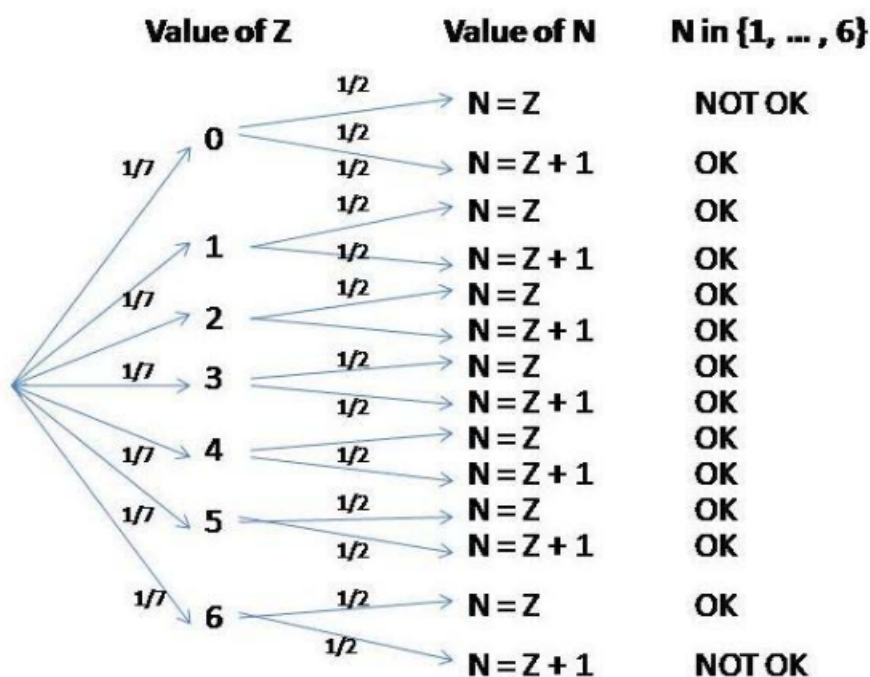 Value of Z Value of N N in {1, ... , 6}
1/2 N = Z NOT OK
0 1/2
1/7 1/2 N = Z + 1 OK
1/2 N = Z OK
1 1/2 N = Z + 1 OK
1/7 1/2 N = Z OK
2 N = Z + 1 OK
1/7 3 1/2 N = Z OK
1/2 N = Z + 1 OK
4 N = Z OK
1/7 1/2 N = Z + 1 OK
1/7 5 1/2 N = Z OK
1/2 N = Z + 1 OK
1/7 6 1/2 N = Z OK
1/2 N = Z + 1 NOT OK